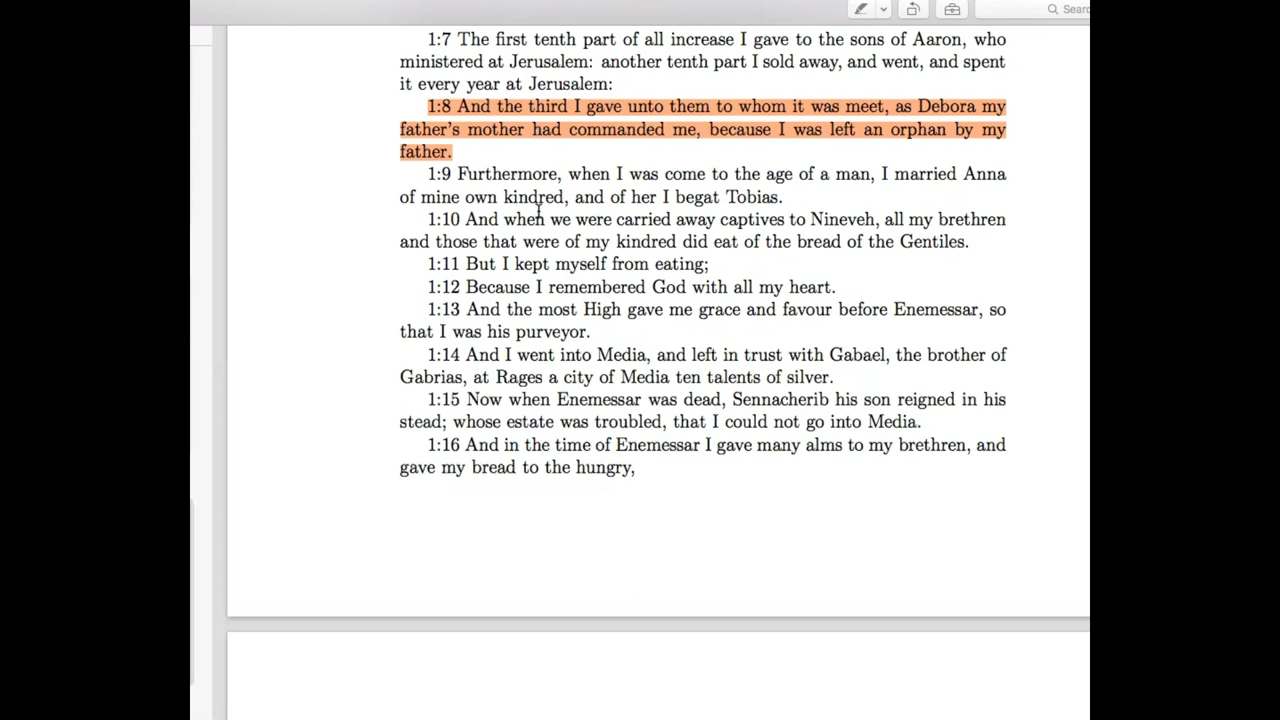 Searc
1:7 The first tenth part of all increase I gave to the sons of Aaron, who
ministered at Jerusalem: another tenth part I sold away, and went, and spent
it every year at Jerusalem:
1:8 And the third I gave unto them to whom it was meet, as Debora my
father's mother had commanded me, because I was left an orphan by my
father.
1:9 Furthermore, when I was come to the age of a man, I married Anna
of mine own kindred, and of her I begat Tobias.
1:10 And when we were carried away captives to Nineveh, all my brethren
and those that were of my kindred did eat of the bread of the Gentiles.
1:11 But I kept myself from eating;
1:12 Because I remembered God with all my heart.
1:13 And the most High gave me grace and favour before Enemessar, so
that I was his purveyor.
1:14 And I went into Media, and left in trust with Gabael, the brother of
Gabrias, at Rages a city of Media ten talents of silver.
1:15 Now when Enemessar was dead, Sennacherib his son reigned in his
stead; whose estate was troubled, that I could not go into Media.
1:16 And in the time of Enemessar I gave many alms to my brethren, and
gave my bread to the hungry,